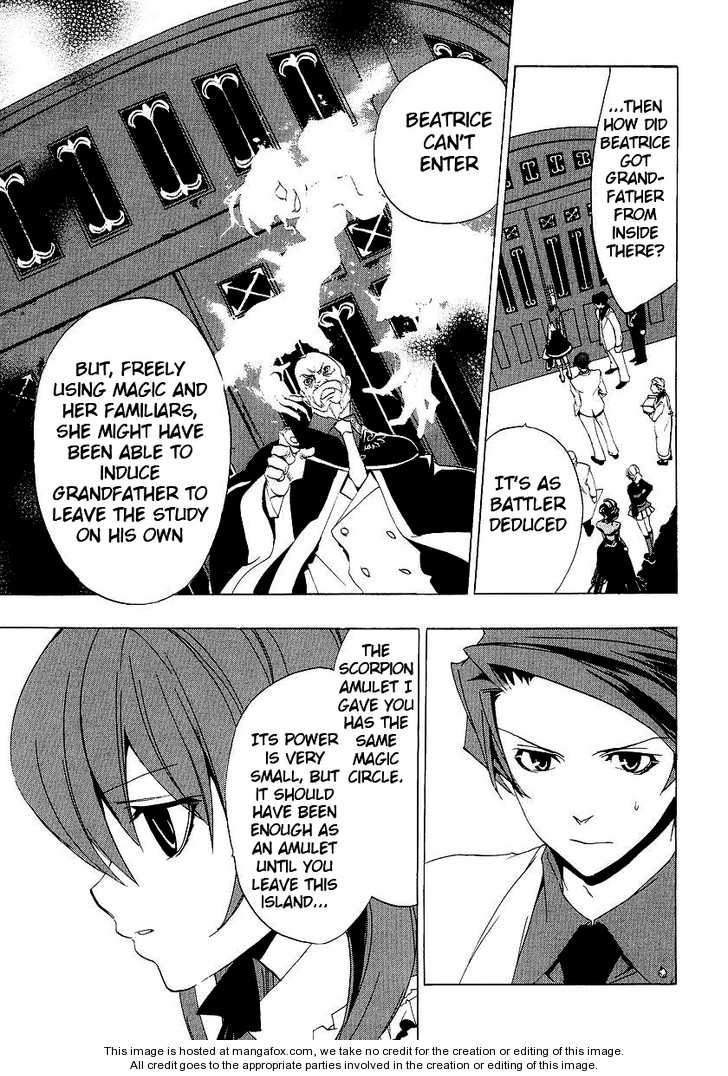 ...THEN
HOW DID
BEATRICE
GOT
GRAND-
FATHER
FROM
INSIDE
THERE?
IT'S AS
BATTLER
DEDUCED
BEATRICE
CAN'T
ENTER
BUT, FREELY
USING MAGIC AND
HER FAMILIARS,
SHE MIGHT HAVE
BEEN ABLE TO
INDUCE
GRANDFATHER TO
LEAVE THE STUDY
ON HIS OWN
THE
SCORPION
AMULET I
GAVE YOU
HAS THE
SAME
MAGIC
CIRCLE.
ITS POWER
IS VERY
SMALL, BUT
IT SHOULD
HAVE BEEN
ENOUGH AS
AN AMULET
UNTIL YOU
LEAVE THIS
ISLAND...
This image is hosted at mangafox.com, we take no credit for the creation or editing of this image.
All credit goes to the appropriate parties involved in the creation or editing of this image.